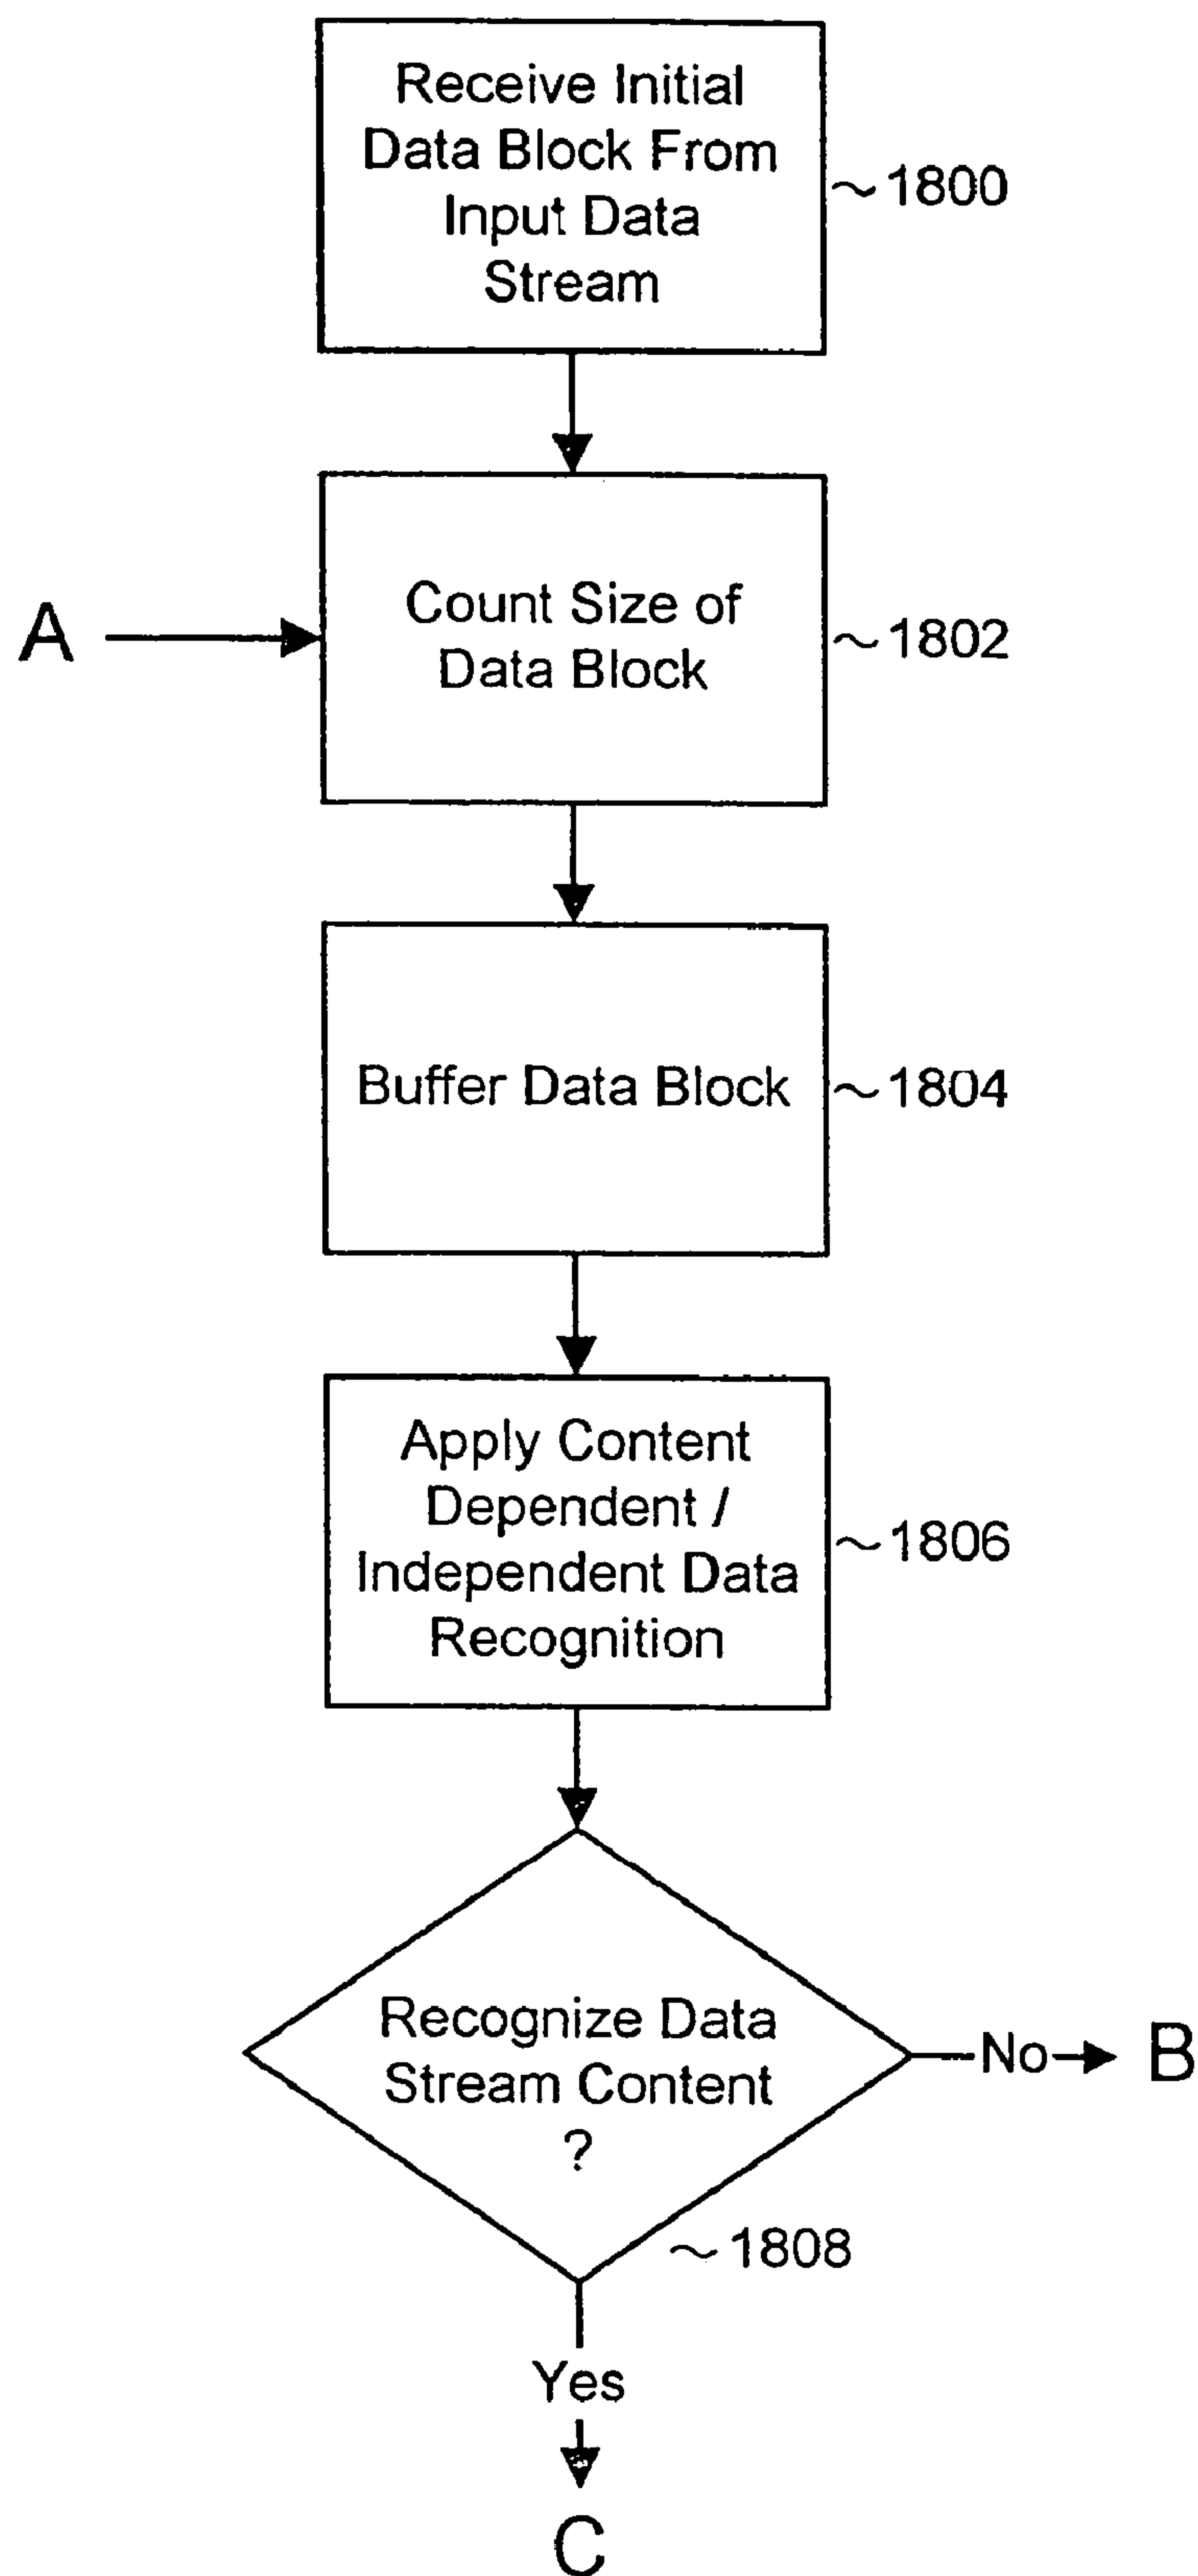 Receive Initial
Data Block From
Input Data
Stream
~1800
A
Count Size of
Data Block
~1802
Buffer Data Block
~1804
Apply Content
Dependent /
Independent Data
Recognition
~1806
Recognize Data
Stream Content
?
No
B
~1808
Yes
C